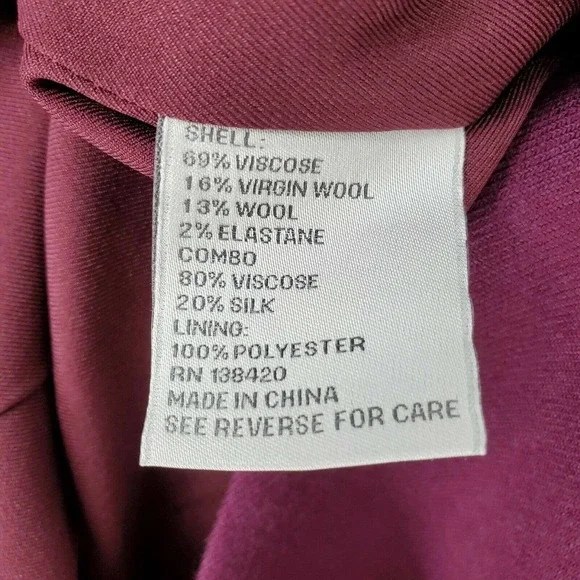 SHELL:
69% VISCOSE
16% VIRGIN WOOL
13% WOOL
2% ELASTANE
COMBO
80% VISCOSE
20% SILK
LINING:
100% POLYESTER
RN 138420
MADE IN CHINA
SEE REVERSE FOR CARE